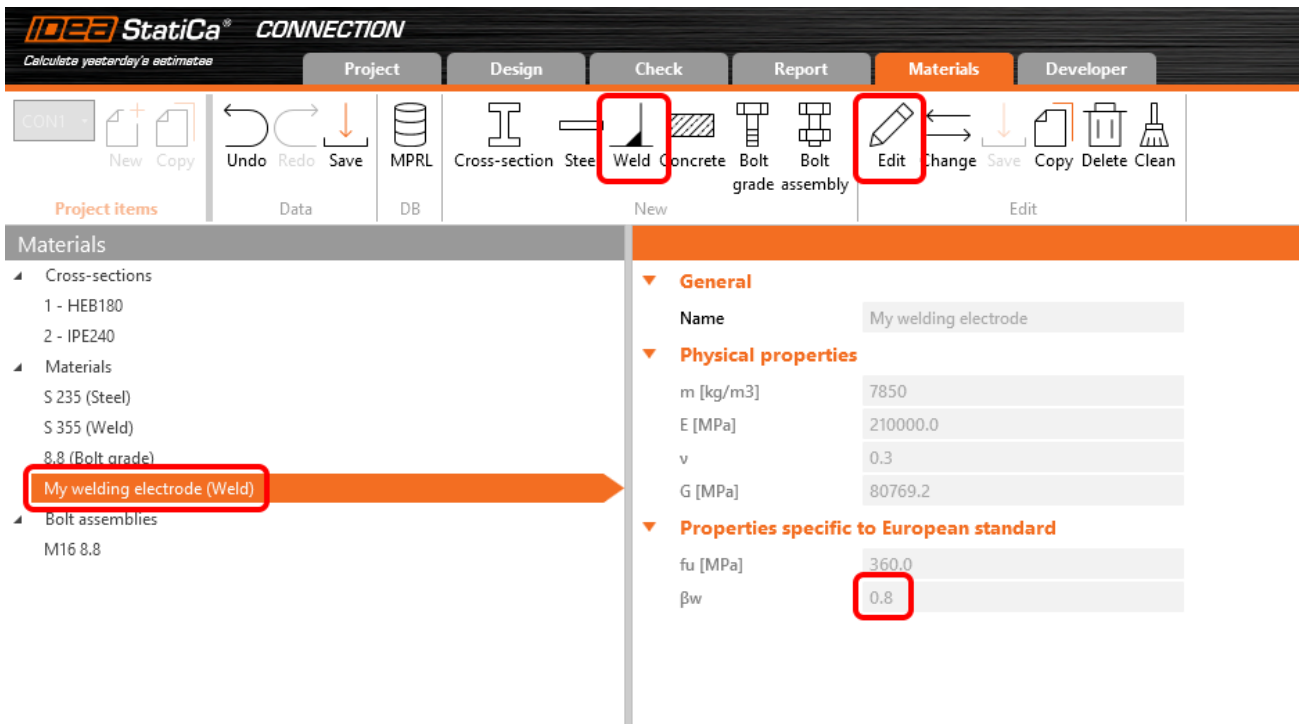 IDEA StatiCa® CONNECTION
Calculate yesterday's estimates
Project Design Check Report Materials Developer
CON1 New Copy Undo Redo Save MPRL Cross-section Steel Weld Concrete Bolt grade Bolt assembly Edit Change Save Copy Delete Clean
Project items Data DB New Edit
Materials
Cross-sections
1 - HEB180
2 - IPE240
Materials
S 235 (Steel)
S 355 (Weld)
8.8 (Bolt grade)
My welding electrode (Weld)
Bolt assemblies
M16 8.8
General
Name My welding electrode
Physical properties
m [kg/m3] 7850
E [MPa] 210000.0
ν 0.3
G [MPa] 80769.2
Properties specific to European standard
fu [MPa] 360.0
βw 0.8